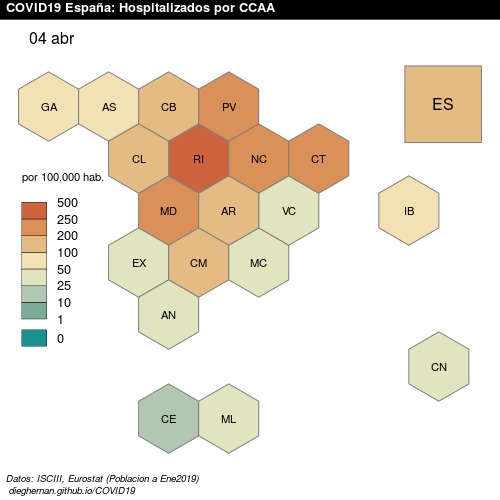 COVID19 España: Hospitalizados por CCAA
04 abr
GA AS CB PV ES
CL RI NC CT
por 100,000 hab.
500
250
200
100
50
25
10
1
0
MD AR VC IB
EX CM MC
AN
CN
CE ML
Datos: ISCIII, Eurostat (Poblacion a Ene2019)
dieghernan.github.io/COVID19